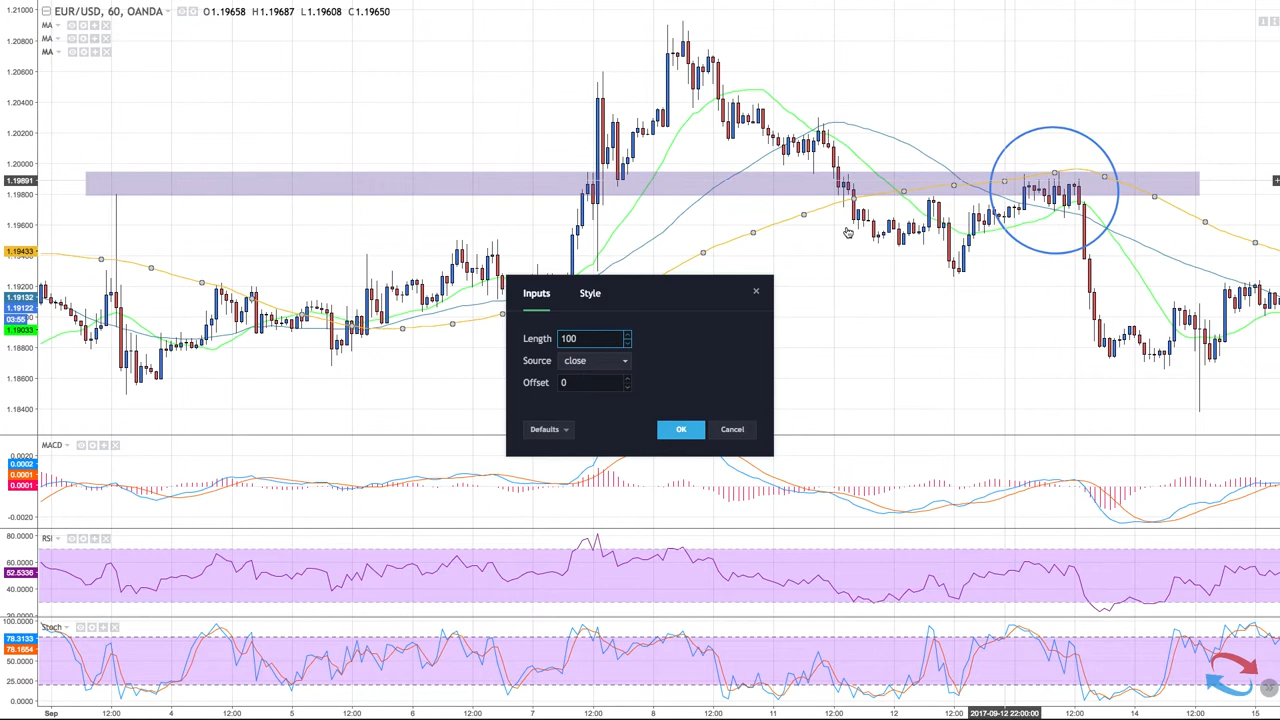 EUR/USD, 60, OANDA O1.19658 H1.19687 L1.19608 C1.19650
MA
MA
MA
1.21000
1.20800
1.20600
1.20400
1.20200
1.20000
1.19891
1.19800
1.19600
1.19433
1.19200
1.19132
1.19122
03:55
1.19033
1.18800
1.18600
1.18400
Inputs Style
Length 100
Source close
Offset 0
Defaults OK Cancel
MACD
0.0020
0.0002
0.0001
0.0001
-0.0020
RSI
80.0000
60.0000
52.5336
40.0000
20.0000
Stoch
100.0000
78.3133
78.1654
50.0000
25.0000
0.0000
Sep 12:00 4 12:00 5 12:00 6 12:00 7 12:00 8 12:00 11 12:00 12 12:00 2017-09-12 22:00:00 12:00 14 12:00 15